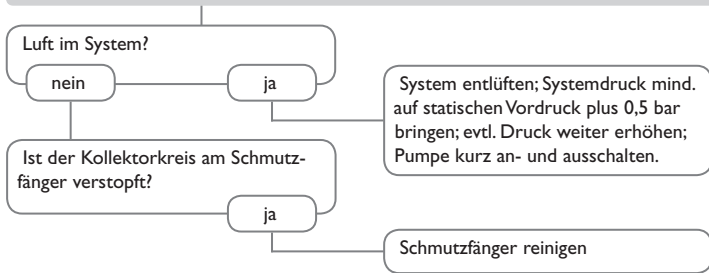 Luft im System?
nein
ja
System entlüften; Systemdruck mind.
auf statischen Vordruck plus 0,5 bar
bringen; evtl. Druck weiter erhöhen;
Pumpe kurz an- und ausschalten.
Ist der Kollektorkreis am Schmutz-
fänger verstopft?
ja
Schmutzfänger reinigen